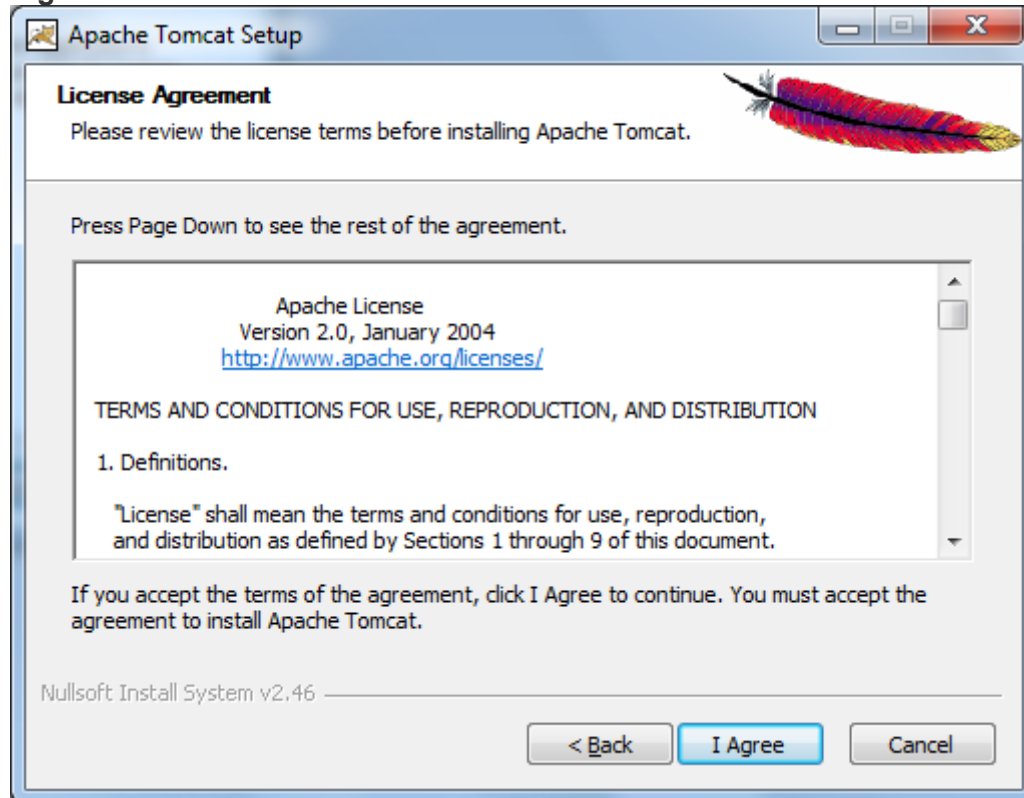 Apache Tomcat Setup
License Agreement
Please review the license terms before installing Apache Tomcat.
Press Page Down to see the rest of the agreement.
Apache License
Version 2.0, January 2004
http://www.apache.org/licenses/
TERMS AND CONDITIONS FOR USE, REPRODUCTION, AND DISTRIBUTION
1. Definitions.
"License" shall mean the terms and conditions for use, reproduction,
and distribution as defined by Sections 1 through 9 of this document.
If you accept the terms of the agreement, click I Agree to continue. You must accept the
agreement to install Apache Tomcat.
Nullsoft Install System v2.46
< Back
I Agree
Cancel